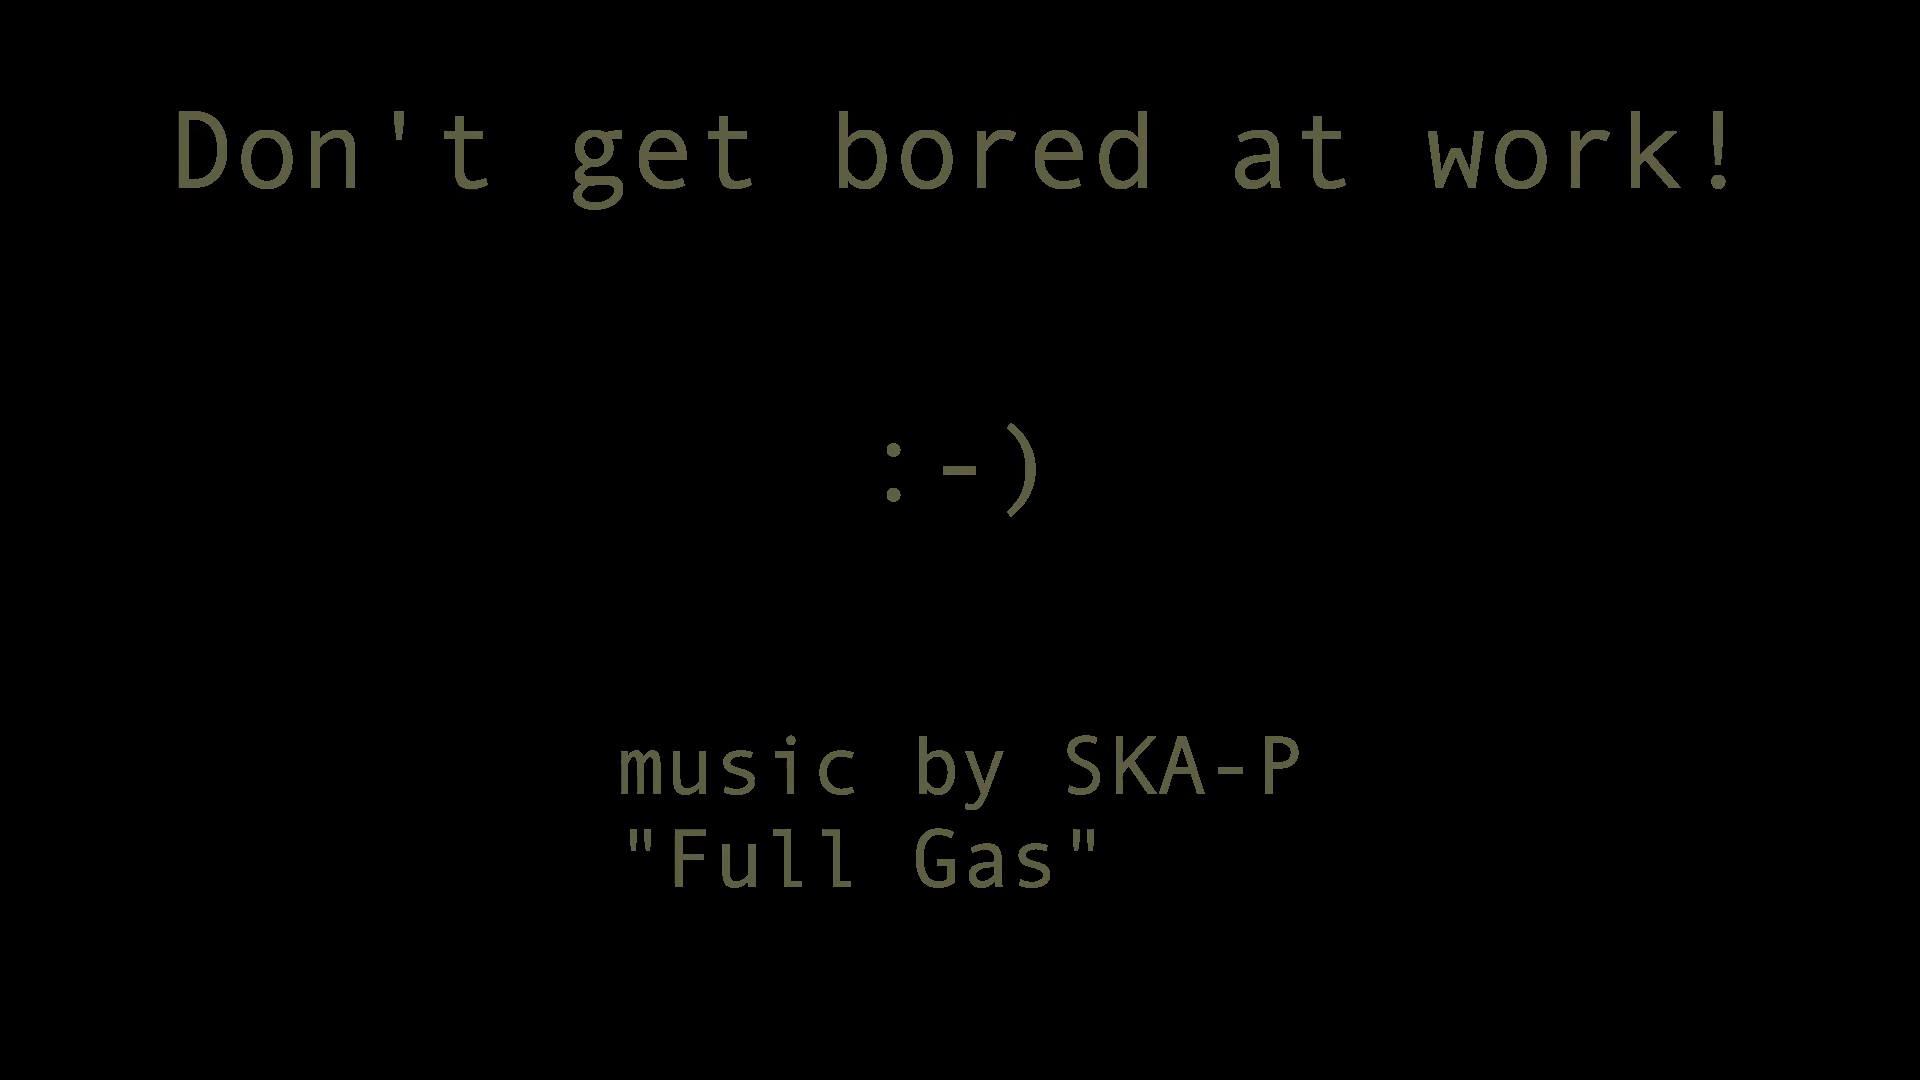 Don't get bored at work!
:-)
music by SKA-P
"Full Gas"